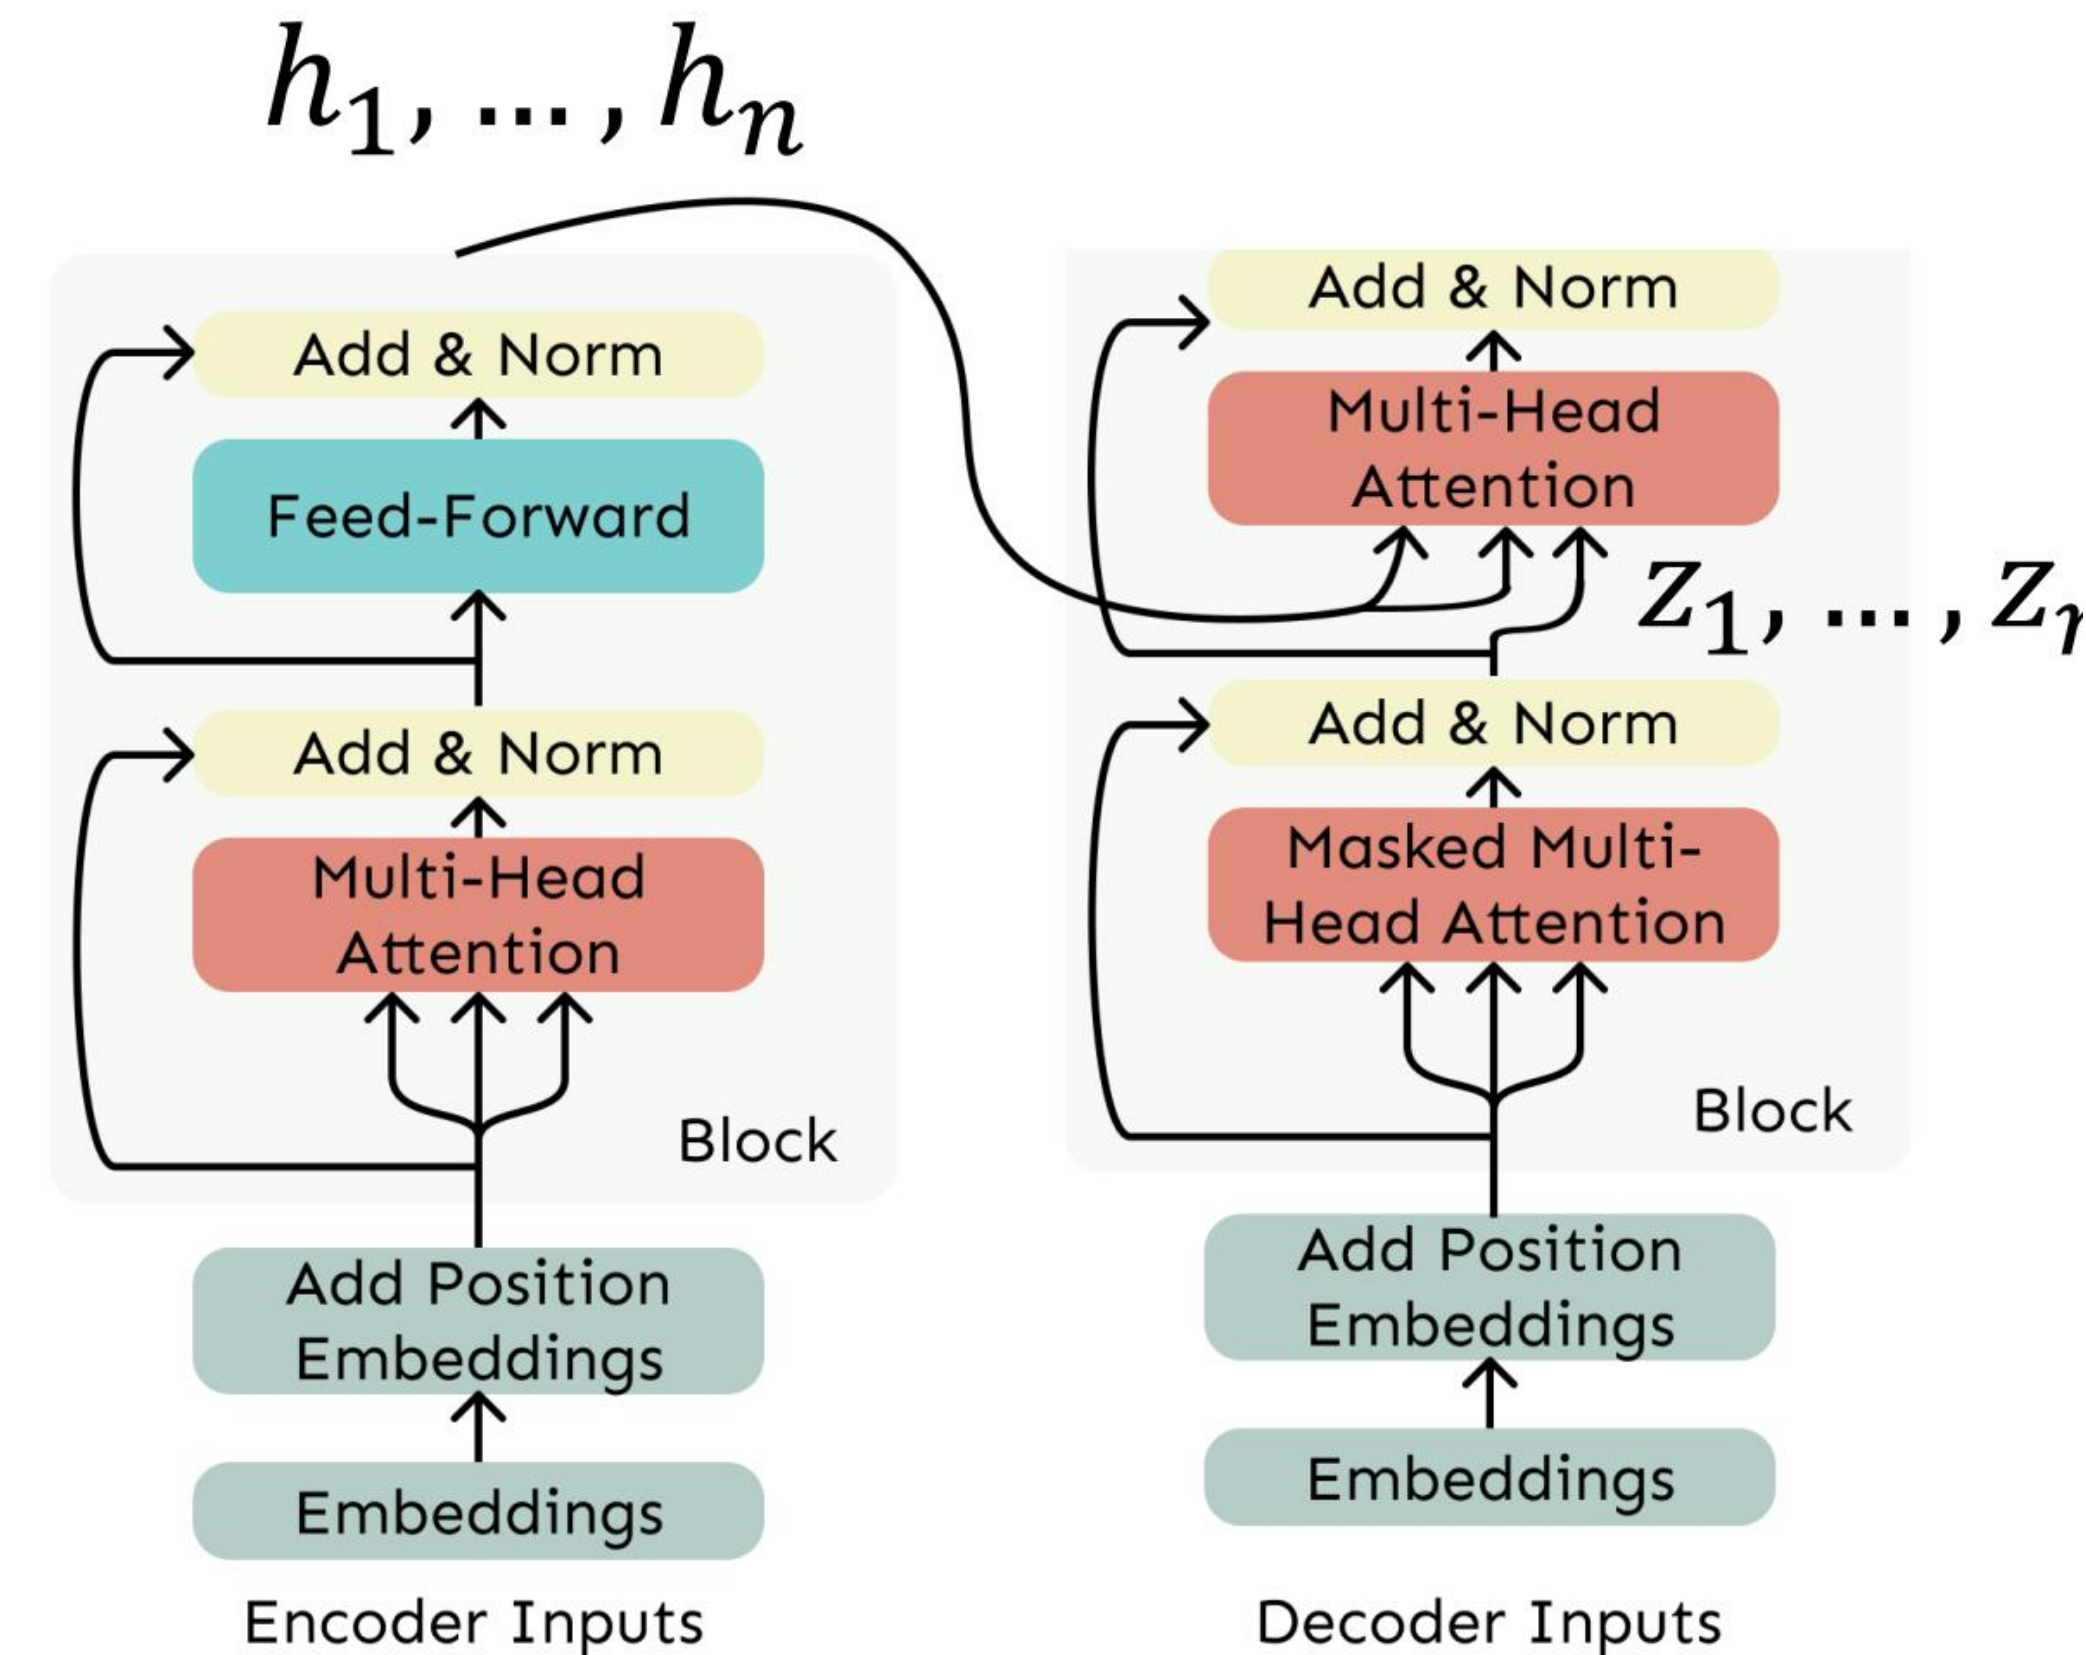 h₁, ... , hₙ
Add & Norm
Feed-Forward
Add & Norm
Multi-Head
Attention
Block
Add Position
Embeddings
Embeddings
Encoder Inputs
Add & Norm
Multi-Head
Attention
z₁, ... , z
Add & Norm
Masked Multi-
Head Attention
Block
Add Position
Embeddings
Embeddings
Decoder Inputs